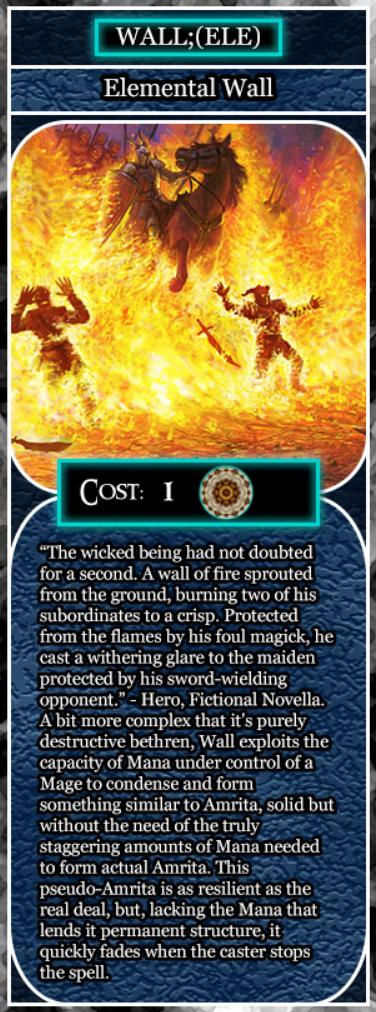 WALL;(ELE)
Elemental Wall
Cost: 1
“The wicked being had not doubted
for a second. A wall of fire sprouted
from the ground, burning two of his
subordinates to a crisp. Protected
from the flames by his foul magick, he
cast a withering glare to the maiden
protected by his sword-wielding
opponent.” - Hero, Fictional Novella.
A bit more complex that it's purely
destructive bethren, Wall exploits the
capacity of Mana under control of a
Mage to condense and form
something similar to Amrita, solid but
without the need of the truly
staggering amounts of Mana needed
to form actual Amrita. This
pseudo-Amrita is as resilient as the
real deal, but, lacking the Mana that
lends it permanent structure, it
quickly fades when the caster stops
the spell.